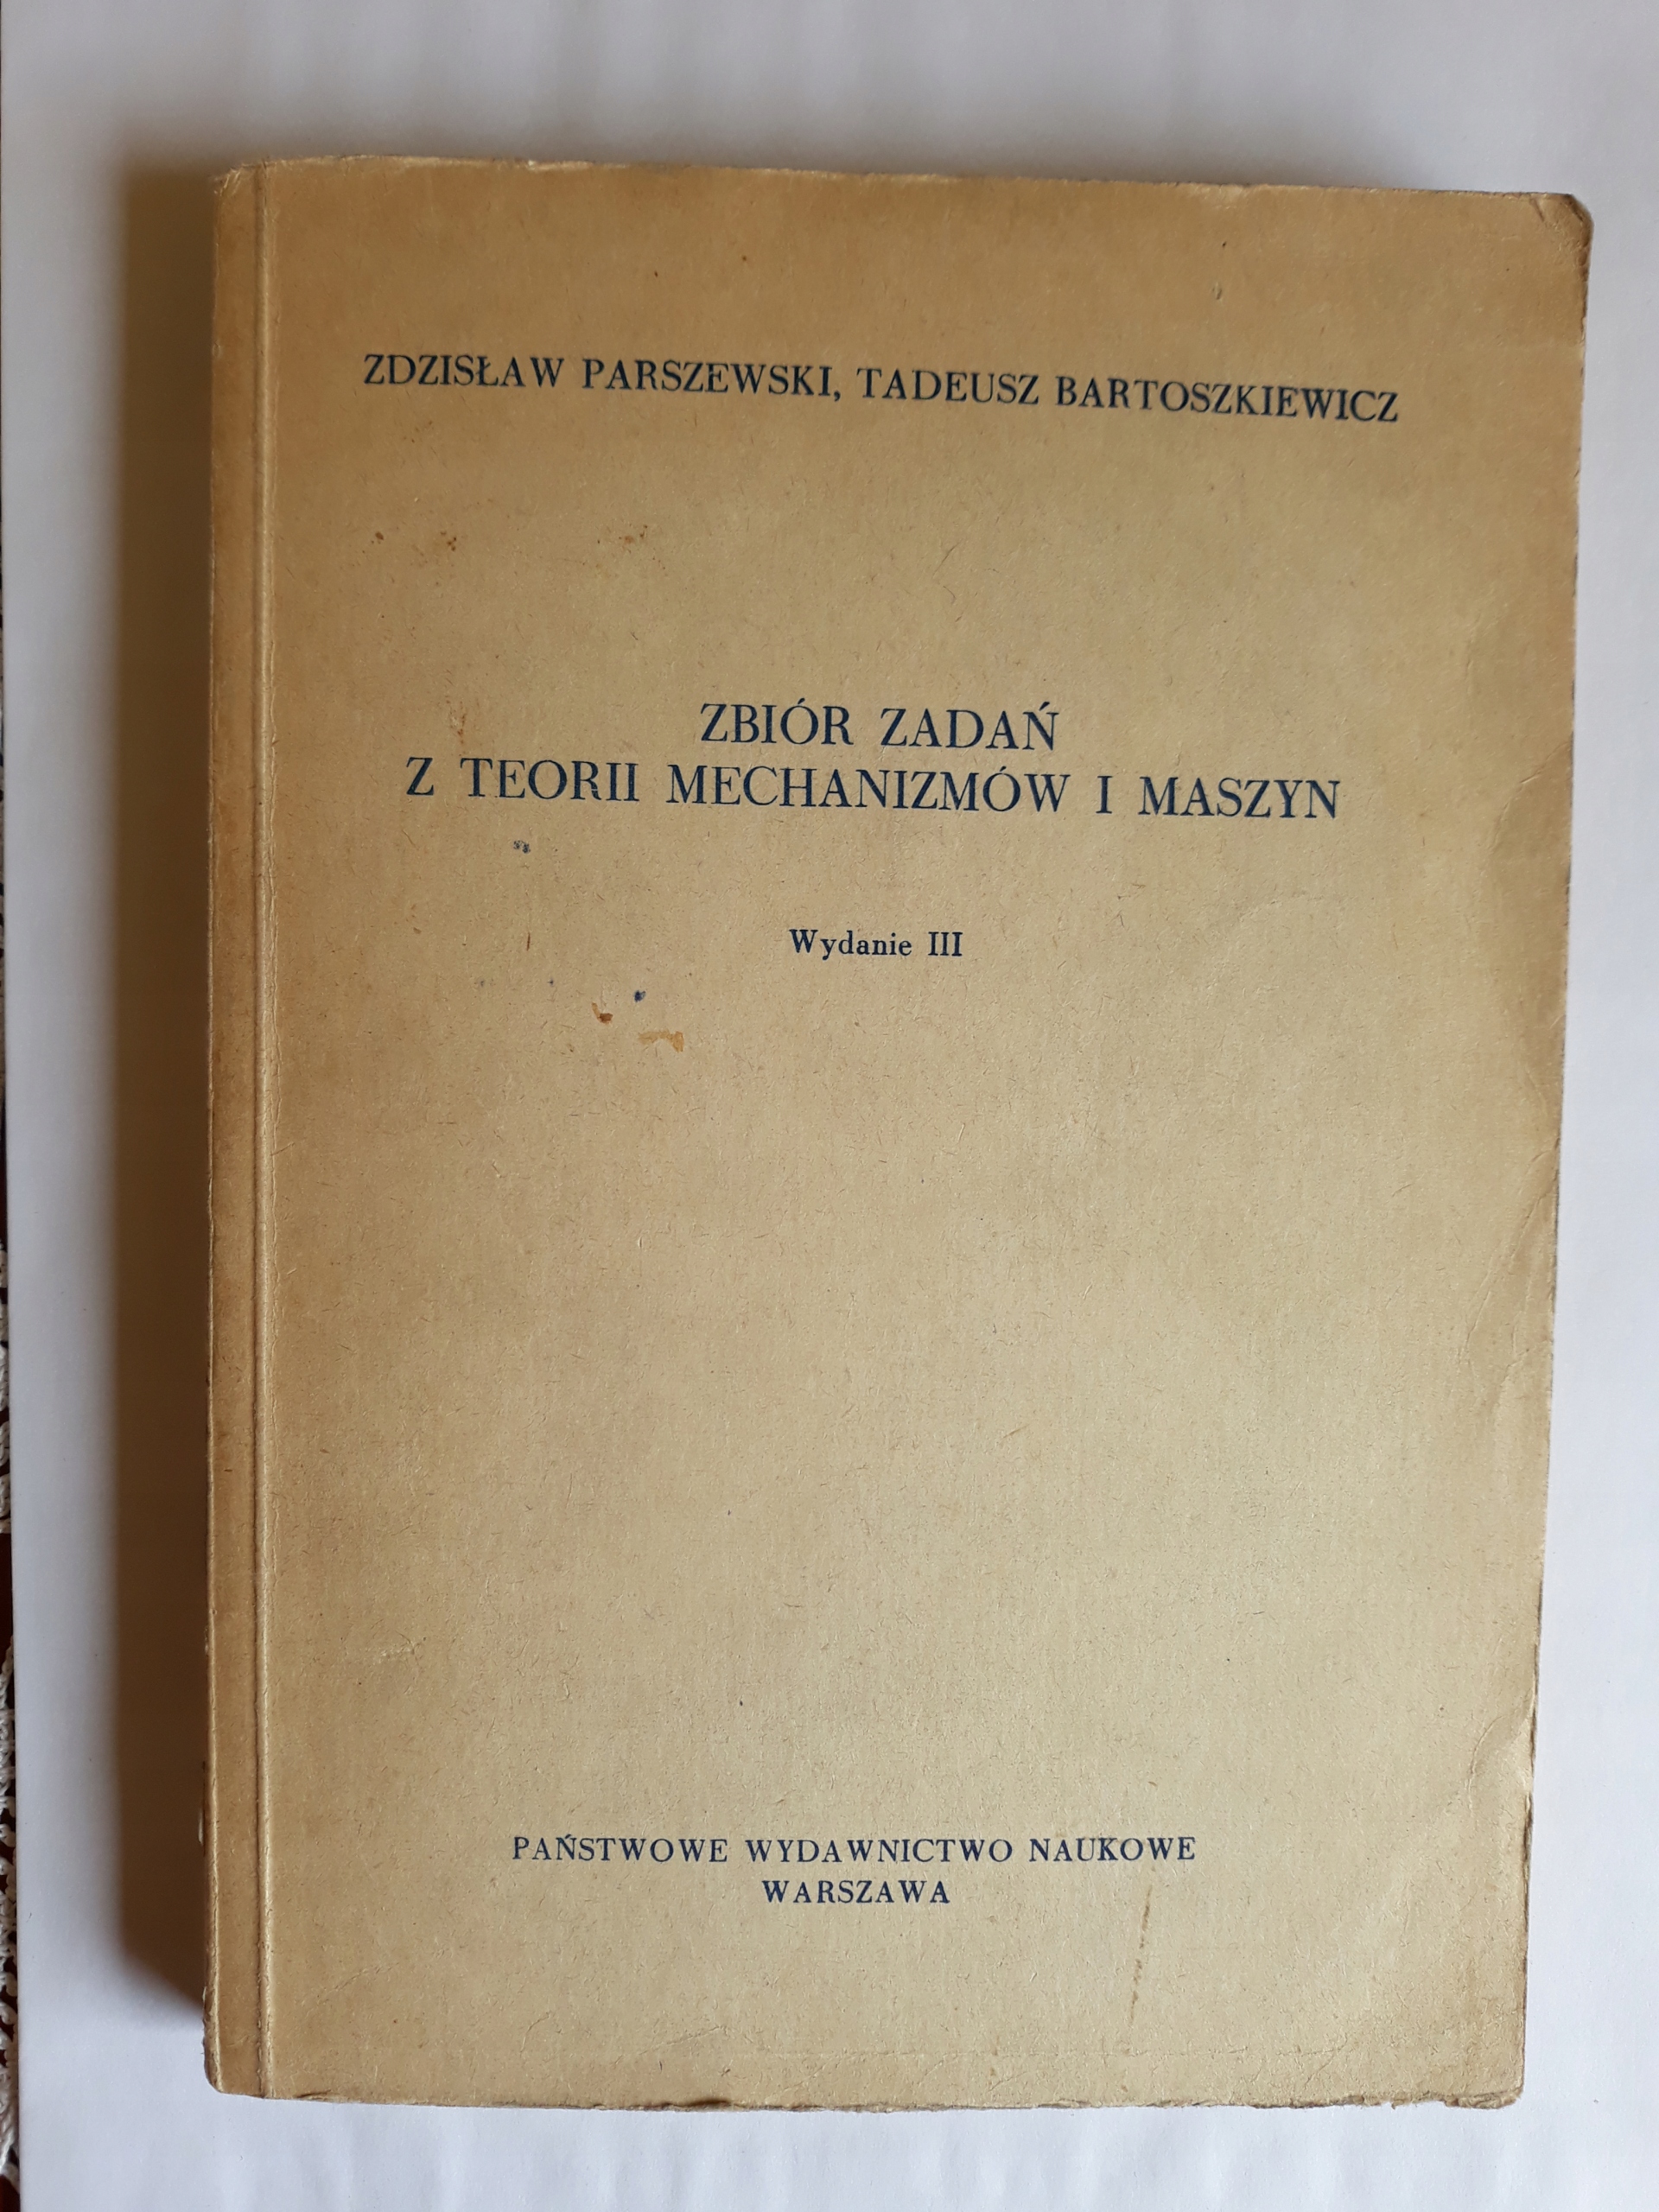 ZDZISŁAW PARSZEWSKI, TADEUSZ BARTOSZKIEWICZ
ZBIÓR ZADAŃ
Z TEORII MECHANIZMÓW I MASZYN
Wydanie III
PAŃSTWOWE WYDAWNICTWO NAUKOWE
WARSZAWA